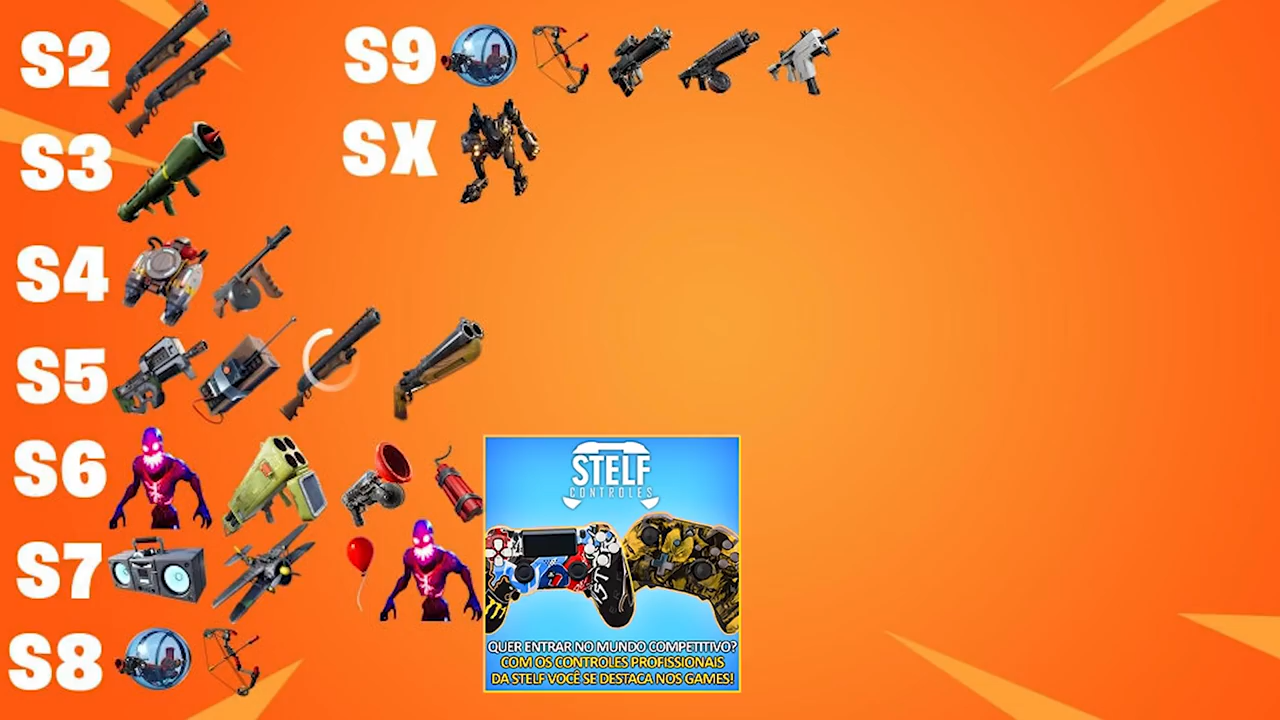 S2
S3
S4
S5
S6
S7
S8
S9
SX
STELF
CONTROLES
QUER ENTRAR NO MUNDO COMPETITIVO?
COM OS CONTROLES PROFISSIONAIS
DA STELF VOCÊ SE DESTACA NOS GAMES!